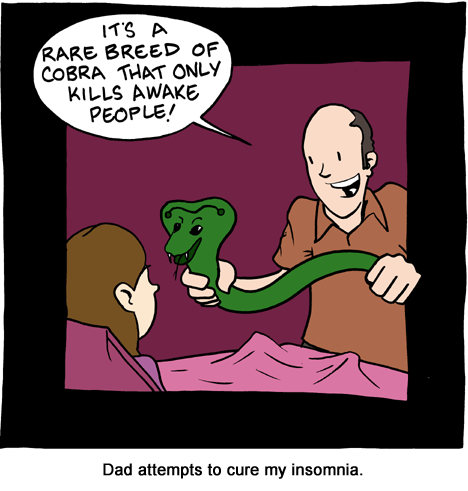 IT'S A
RARE BREED OF
COBRA THAT ONLY
KILLS AWAKE
PEOPLE!
Dad attempts to cure my insomnia.